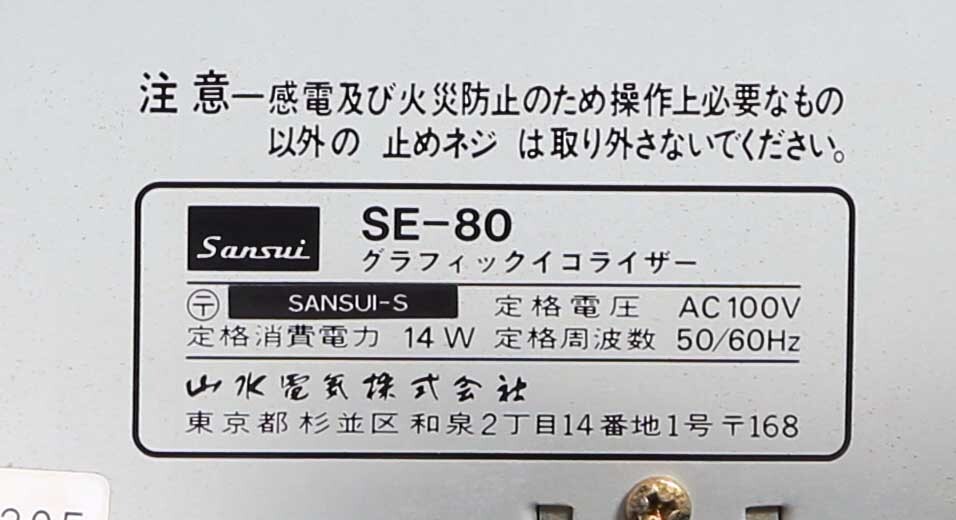 注意―感電及び火災防止のため操作上必要なもの
以外の 止めネジ は取り外さないでください。
Sansui
SE-80
グラフィックイコライザー
〒 SANSUI-S 定格電圧 AC100V
定格消費電力 14W 定格周波数 50/60Hz
山水電気株式会社
東京都杉並区和泉2丁目14番地1号〒168